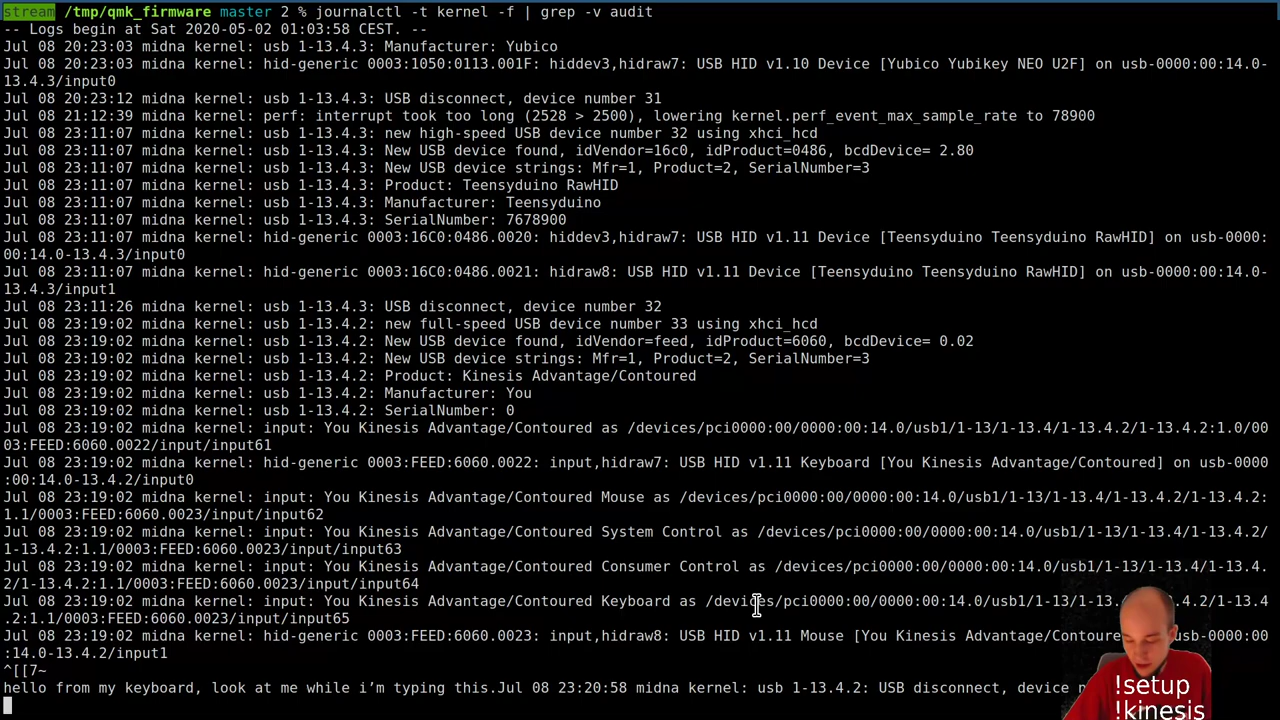 stream /tmp/qmk_firmware master 2 % journalctl -t kernel -f | grep -v audit
-- Logs begin at Sat 2020-05-02 01:03:58 CEST. --
Jul 08 20:23:03 midna kernel: usb 1-13.4.3: Manufacturer: Yubico
Jul 08 20:23:03 midna kernel: hid-generic 0003:1050:0113.001F: hiddev3,hidraw7: USB HID v1.10 Device [Yubico Yubikey NEO U2F] on usb-0000:00:14.0-
13.4.3/input0
Jul 08 20:23:12 midna kernel: usb 1-13.4.3: USB disconnect, device number 31
Jul 08 21:12:39 midna kernel: perf: interrupt took too long (2528 > 2500), lowering kernel.perf_event_max_sample_rate to 78900
Jul 08 23:11:07 midna kernel: usb 1-13.4.3: new high-speed USB device number 32 using xhci_hcd
Jul 08 23:11:07 midna kernel: usb 1-13.4.3: New USB device found, idVendor=16c0, idProduct=0486, bcdDevice= 2.80
Jul 08 23:11:07 midna kernel: usb 1-13.4.3: New USB device strings: Mfr=1, Product=2, SerialNumber=3
Jul 08 23:11:07 midna kernel: usb 1-13.4.3: Product: Teensyduino RawHID
Jul 08 23:11:07 midna kernel: usb 1-13.4.3: Manufacturer: Teensyduino
Jul 08 23:11:07 midna kernel: usb 1-13.4.3: SerialNumber: 7678900
Jul 08 23:11:07 midna kernel: hid-generic 0003:16C0:0486.0020: hiddev3,hidraw7: USB HID v1.11 Device [Teensyduino Teensyduino RawHID] on usb-0000:
00:14.0-13.4.3/input0
Jul 08 23:11:07 midna kernel: hid-generic 0003:16C0:0486.0021: hidraw8: USB HID v1.11 Device [Teensyduino Teensyduino RawHID] on usb-0000:00:14.0-
13.4.3/input1
Jul 08 23:11:26 midna kernel: usb 1-13.4.3: USB disconnect, device number 32
Jul 08 23:19:02 midna kernel: usb 1-13.4.2: new full-speed USB device number 33 using xhci_hcd
Jul 08 23:19:02 midna kernel: usb 1-13.4.2: New USB device found, idVendor=feed, idProduct=6060, bcdDevice= 0.02
Jul 08 23:19:02 midna kernel: usb 1-13.4.2: New USB device strings: Mfr=1, Product=2, SerialNumber=3
Jul 08 23:19:02 midna kernel: usb 1-13.4.2: Product: Kinesis Advantage/Contoured
Jul 08 23:19:02 midna kernel: usb 1-13.4.2: Manufacturer: You
Jul 08 23:19:02 midna kernel: usb 1-13.4.2: SerialNumber: 0
Jul 08 23:19:02 midna kernel: input: You Kinesis Advantage/Contoured as /devices/pci0000:00/0000:00:14.0/usb1/1-13/1-13.4/1-13.4.2/1-13.4.2:1.0/00
03:FEED:6060.0022/input/input61
Jul 08 23:19:02 midna kernel: hid-generic 0003:FEED:6060.0022: input,hidraw7: USB HID v1.11 Keyboard [You Kinesis Advantage/Contoured] on usb-0000
:00:14.0-13.4.2/input0
Jul 08 23:19:02 midna kernel: input: You Kinesis Advantage/Contoured Mouse as /devices/pci0000:00/0000:00:14.0/usb1/1-13/1-13.4/1-13.4.2/1-13.4.2:
1.1/0003:FEED:6060.0023/input/input62
Jul 08 23:19:02 midna kernel: input: You Kinesis Advantage/Contoured System Control as /devices/pci0000:00/0000:00:14.0/usb1/1-13/1-13.4/1-13.4.2/
1-13.4.2:1.1/0003:FEED:6060.0023/input/input63
Jul 08 23:19:02 midna kernel: input: You Kinesis Advantage/Contoured Consumer Control as /devices/pci0000:00/0000:00:14.0/usb1/1-13/1-13.4/1-13.4.
2/1-13.4.2:1.1/0003:FEED:6060.0023/input/input64
Jul 08 23:19:02 midna kernel: input: You Kinesis Advantage/Contoured Keyboard as /devices/pci0000:00/0000:00:14.0/usb1/1-13/1-13. .4.2/1-13.4
.2:1.1/0003:FEED:6060.0023/input/input65
Jul 08 23:19:02 midna kernel: hid-generic 0003:FEED:6060.0023: input,hidraw8: USB HID v1.11 Mouse [You Kinesis Advantage/Contoure usb-0000:00
:14.0-13.4.2/input1
^[[7~
hello from my keyboard, look at me while i’m typing this.Jul 08 23:20:58 midna kernel: usb 1-13.4.2: USB disconnect, device
!setup
!kinesis